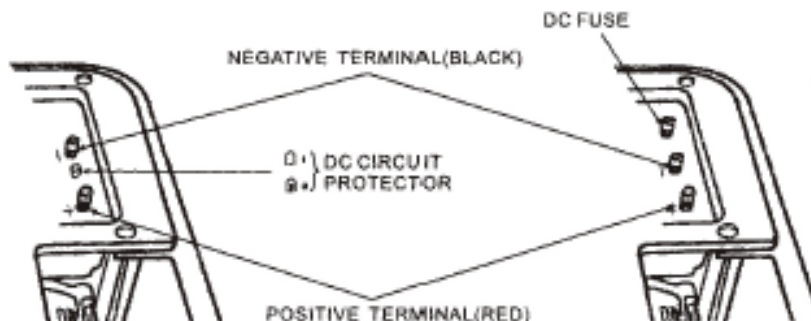 DC FUSE
NEGATIVE TERMINAL(BLACK)
DC CIRCUIT
PROTECTOR
POSITIVE TERMINAL(RED)